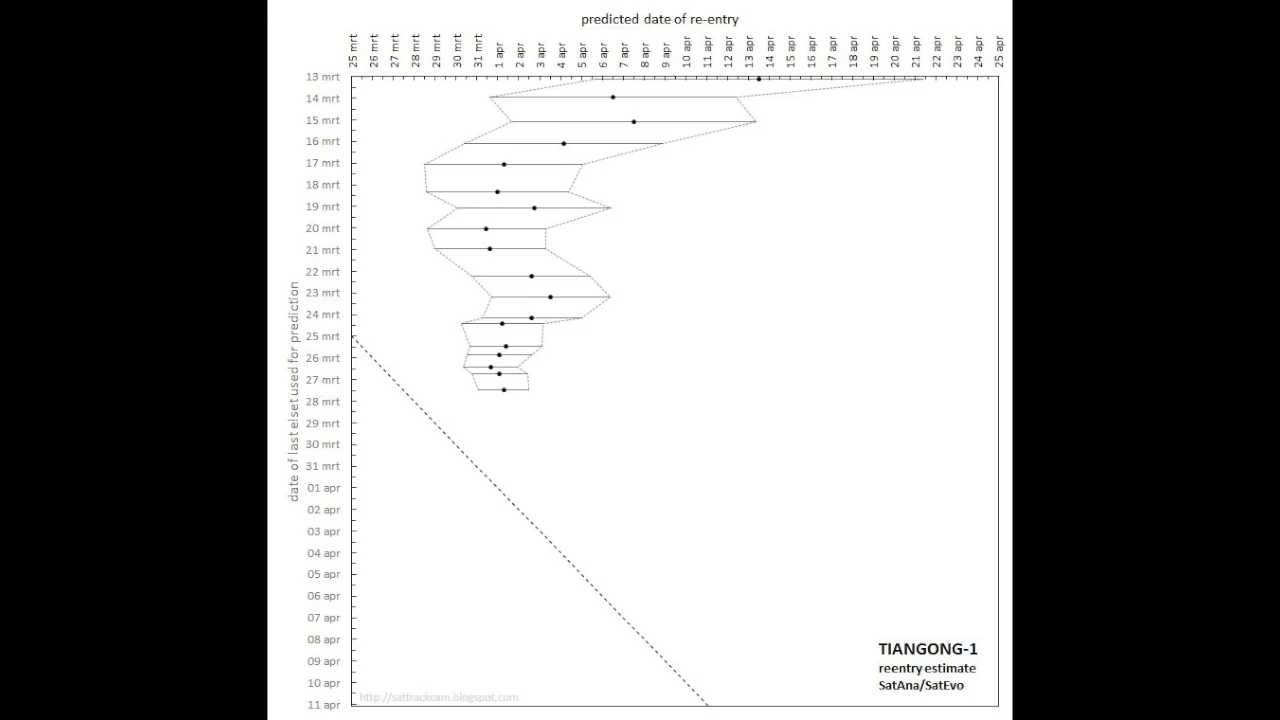 predicted date of re-entry
25 mrt 26 mrt 27 mrt 28 mrt 29 mrt 30 mrt 31 mrt 1 apr 2 apr 3 apr 4 apr 5 apr 6 apr 7 apr 8 apr 9 apr 10 apr 11 apr 12 apr 13 apr 14 apr 15 apr 16 apr 17 apr 18 apr 19 apr 20 apr 21 apr 22 apr 23 apr 24 apr 25 apr
date of last elset used for prediction
13 mrt
14 mrt
15 mrt
16 mrt
17 mrt
18 mrt
19 mrt
20 mrt
21 mrt
22 mrt
23 mrt
24 mrt
25 mrt
26 mrt
27 mrt
28 mrt
29 mrt
30 mrt
31 mrt
01 apr
02 apr
03 apr
04 apr
05 apr
06 apr
07 apr
08 apr
09 apr
10 apr
11 apr
TIANGONG-1
reentry estimate
SatAna/SatEvo
http://sattrackcam.blogspot.com